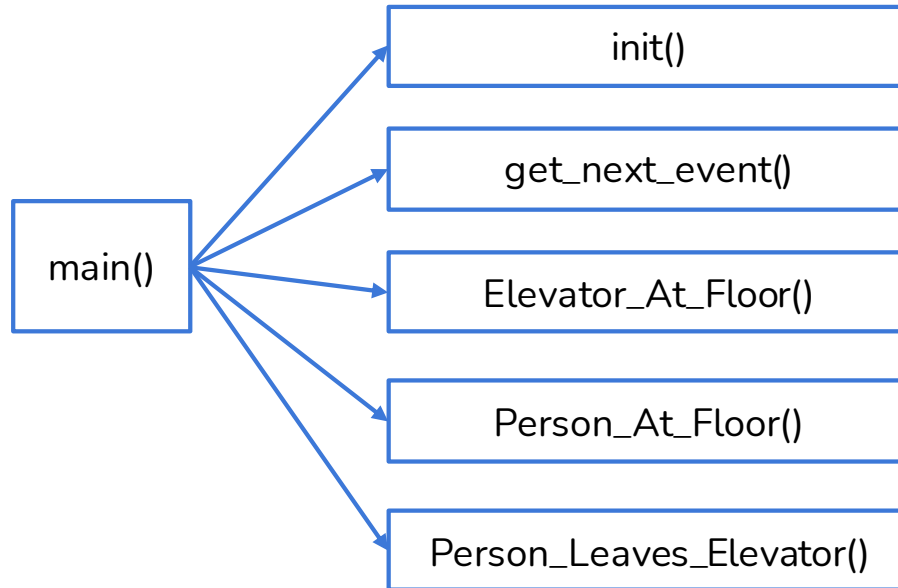 init()
get_next_event()
main()
Elevator_At_Floor()
Person_At_Floor()
Person_Leaves_Elevator()